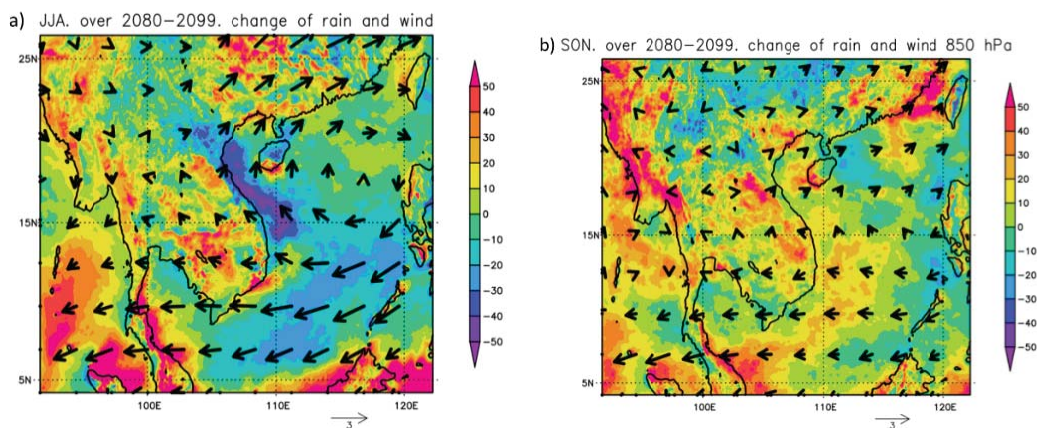 a) JJA. over 2080-2099. change of rain and wind
25N
15N
5N
100E
110E
120E
3
50
40
30
20
10
0
-10
-20
-30
-40
-50
b) SON. over 2080-2099. change of rain and wind 850 hPa
25N
15N
5N
100E
110E
120E
3
50
40
30
20
10
0
-10
-20
-30
-40
-50